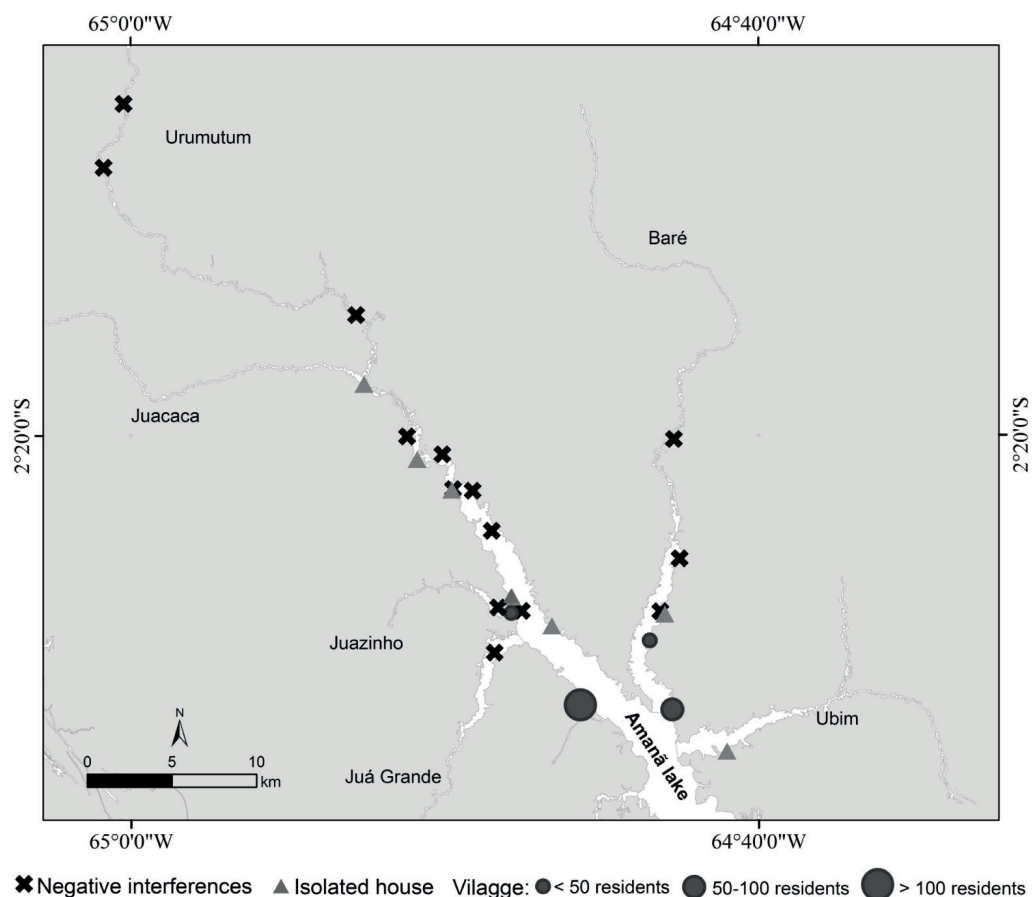 65°0'0"W 64°40'0"W
Urumutum
Baré
2°20'0"S 2°20'0"S
Juacaca
Juazinho
Ubim
Amanã lake
Juá Grande
N
0 5 10
km
65°0'0"W 64°40'0"W
Negative interferences Isolated house Vilagge: < 50 residents 50-100 residents > 100 residents